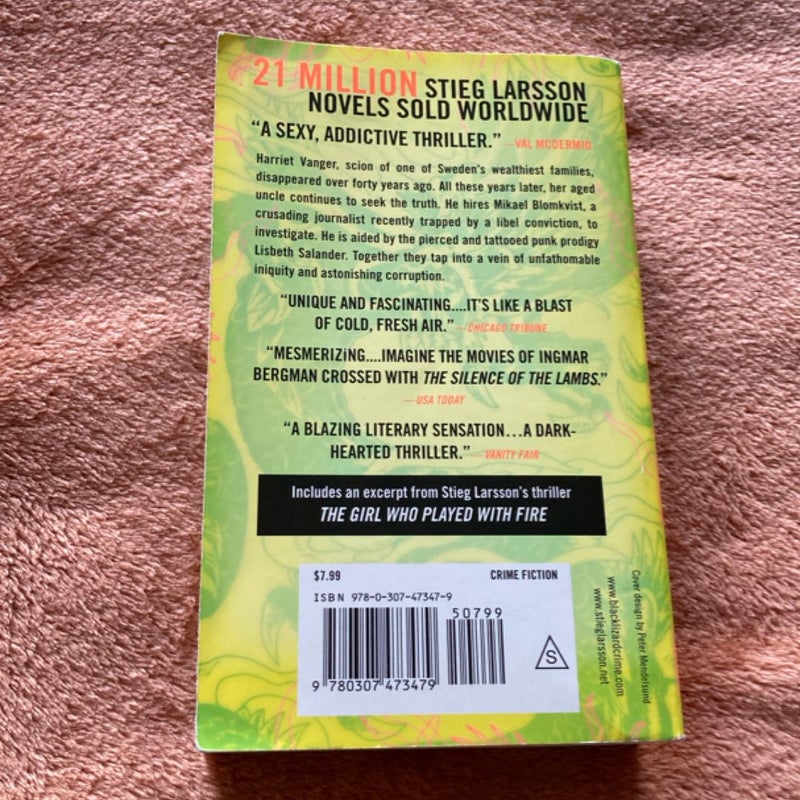 21 MILLION STIEG LARSSON
NOVELS SOLD WORLDWIDE
“A SEXY, ADDICTIVE THRILLER.” —VAL MCDERMID
Harriet Vanger, scion of one of Sweden's wealthiest families,
disappeared over forty years ago. All these years later, her aged
uncle continues to seek the truth. He hires Mikael Blomkvist, a
crusading journalist recently trapped by a libel conviction, to
investigate. He is aided by the pierced and tattooed punk prodigy
Lisbeth Salander. Together they tap into a vein of unfathomable
iniquity and astonishing corruption.
“UNIQUE AND FASCINATING....IT'S LIKE A BLAST
OF COLD, FRESH AIR.” —CHICAGO TRIBUNE
“MESMERIZING....IMAGINE THE MOVIES OF INGMAR
BERGMAN CROSSED WITH THE SILENCE OF THE LAMBS.”
—USA TODAY
“A BLAZING LITERARY SENSATION...A DARK-
HEARTED THRILLER.” —VANITY FAIR
Includes an excerpt from Stieg Larsson's thriller
THE GIRL WHO PLAYED WITH FIRE
$7.99 CRIME FICTION
ISBN 978-0-307-47347-9
50799
9 780307 473479
S
Cover design by Peter Mendelsund
www.blacklizardcrime.com
www.stieglarsson.net